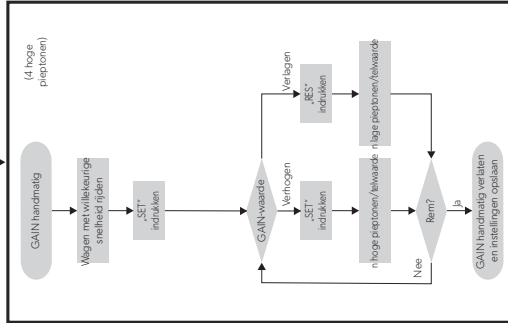 (4 hoge
pieptonen)
GAIN handmatig
Wagen met willekeurige
snelheid rijden
„SET“
indrukken
GAIN-waarde
Verhogen
Verlagen
„SET“
indrukken
„RES“
indrukken
n hoge pieptonen/telwaarde
n lage pieptonen/telwaarde
Rem?
Nee
Ja
GAIN handmatig verlaten
en instellingen opslaan